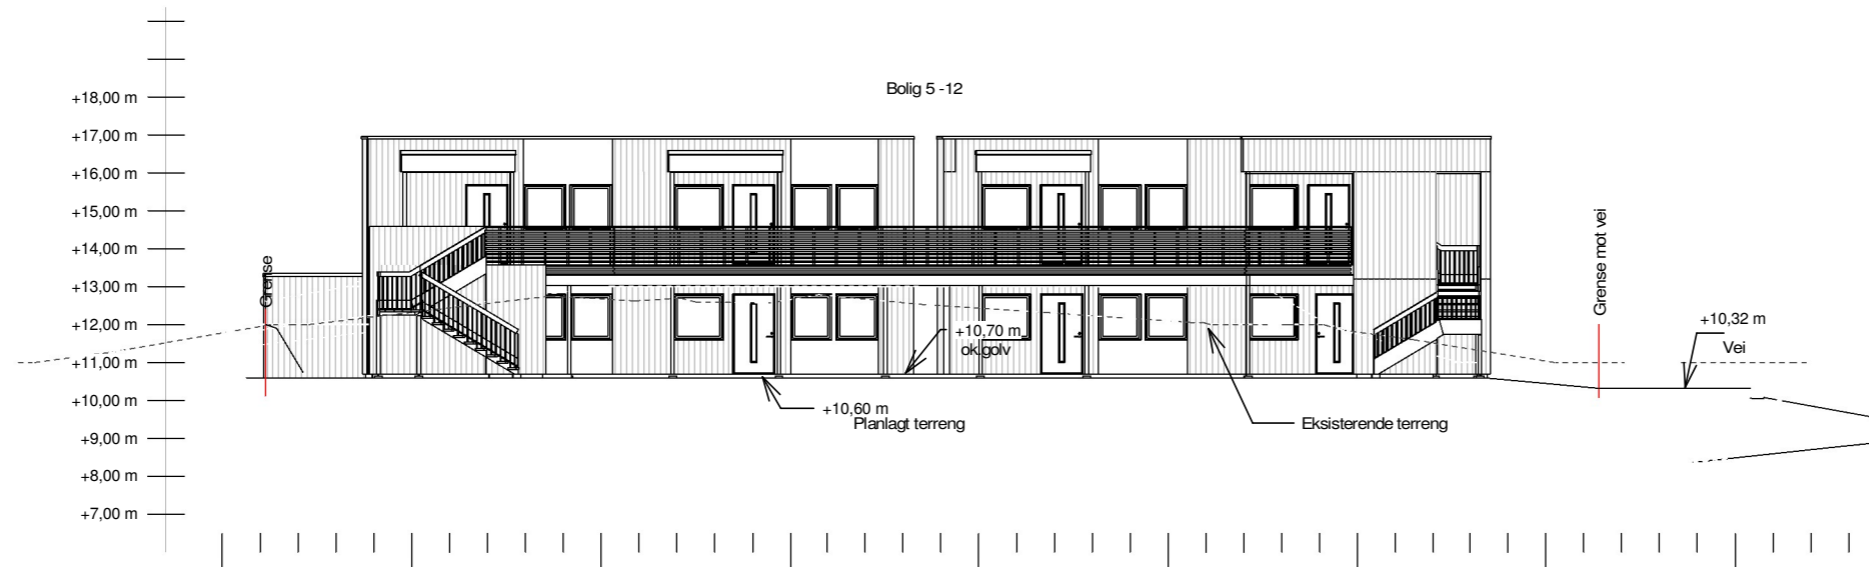 Bolig 5 -12
+18,00 m
+17,00 m
+16,00 m
+15,00 m
+14,00 m
+13,00 m
+12,00 m
+11,00 m
+10,00 m
+9,00 m
+8,00 m
+7,00 m
Grense
+10,70 m
ok golv
+10,60 m
Planlagt terreng
Eksisterende terreng
Grense mot vei
+10,32 m
Vei